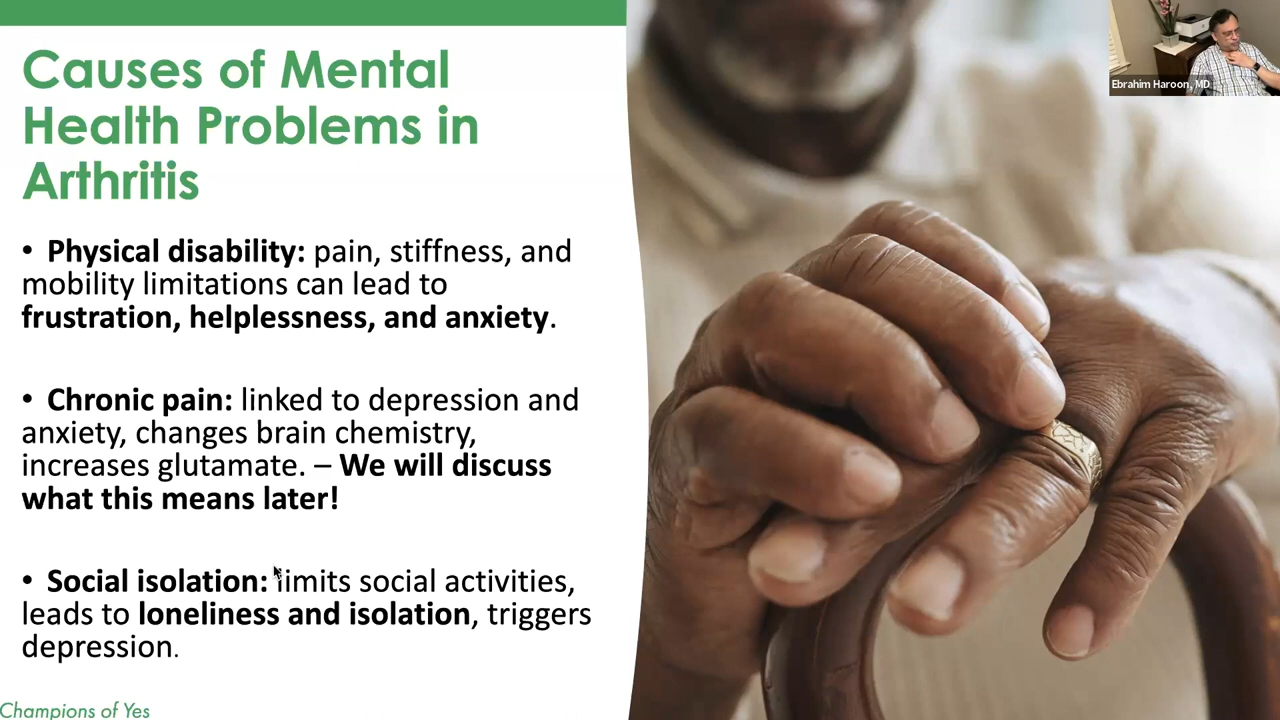 Causes of Mental
Health Problems in
Arthritis
• Physical disability: pain, stiffness, and
mobility limitations can lead to
frustration, helplessness, and anxiety.
• Chronic pain: linked to depression and
anxiety, changes brain chemistry,
increases glutamate. – We will discuss
what this means later!
• Social isolation: limits social activities,
leads to loneliness and isolation, triggers
depression.
Champions of Yes
Ebrahim Haroon, MD